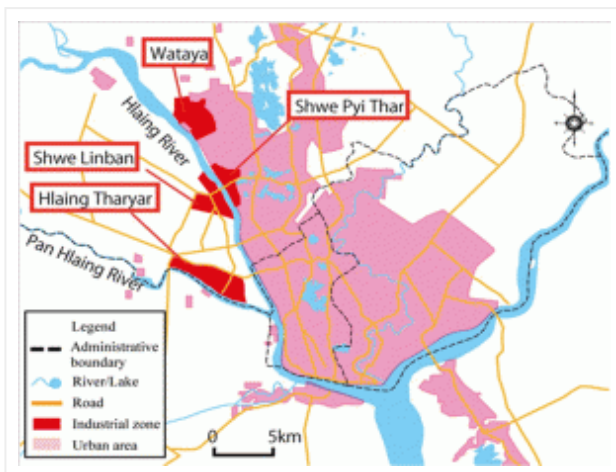 Wataya
Hlaing River
Shwe Pyi Thar
Shwe Linban
Hlaing Tharyar
Pan Hlaing River
Legend
Administrative
boundary
River/Lake
Road
Industrial zone
Urban area
0 5km